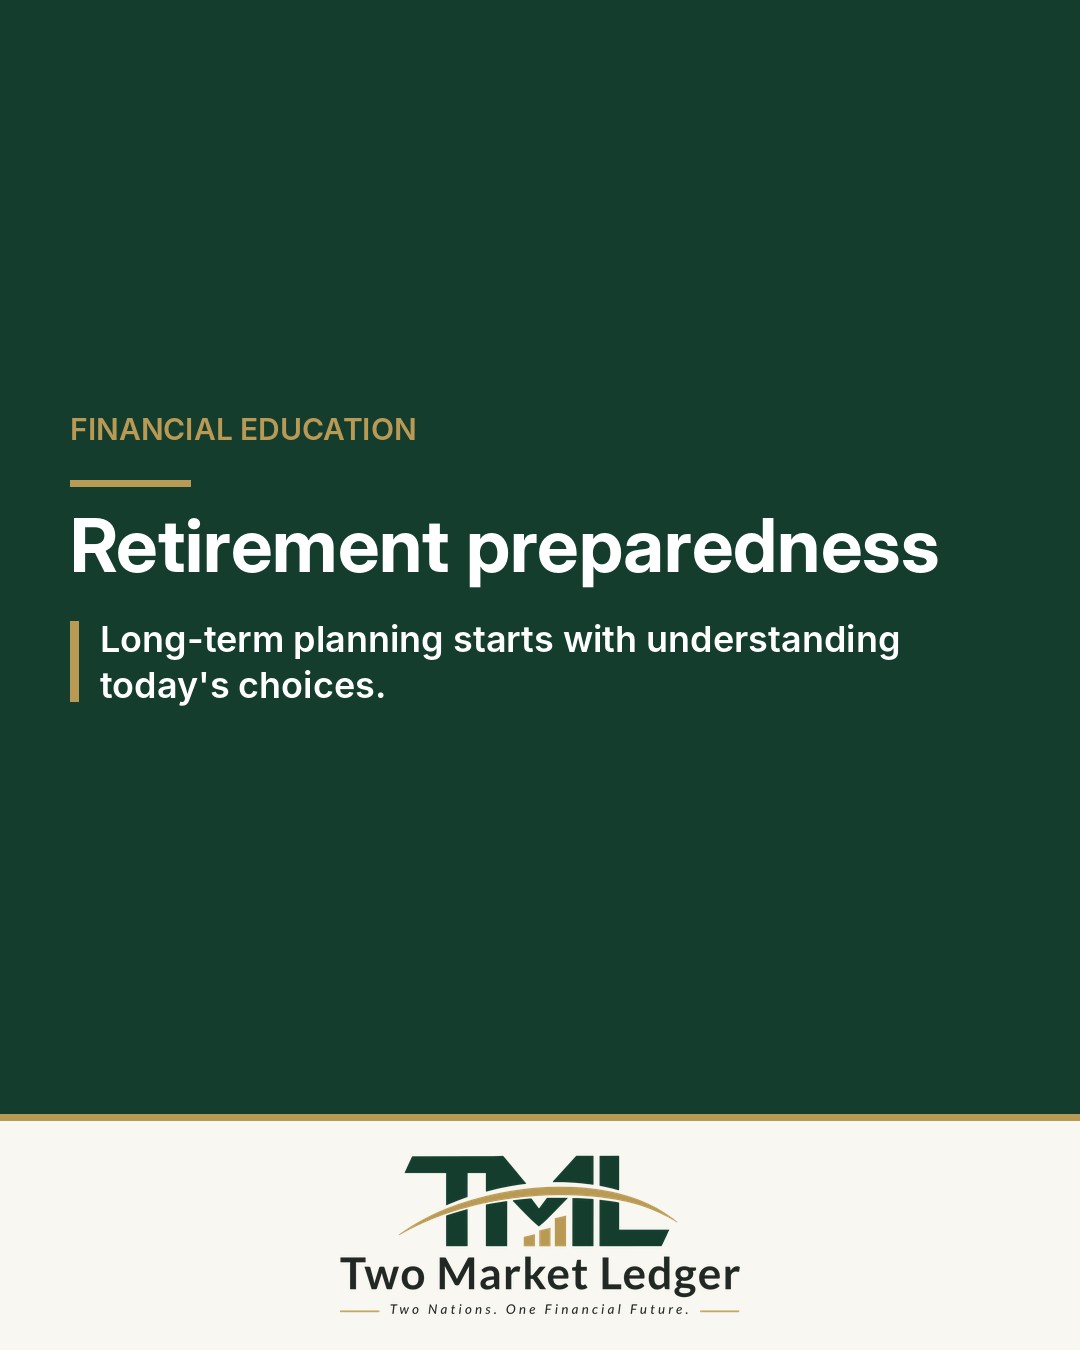 FINANCIAL EDUCATION
Retirement preparedness
Long-term planning starts with understanding
today's choices.
TML
Two Market Ledger
Two Nations. One Financial Future.